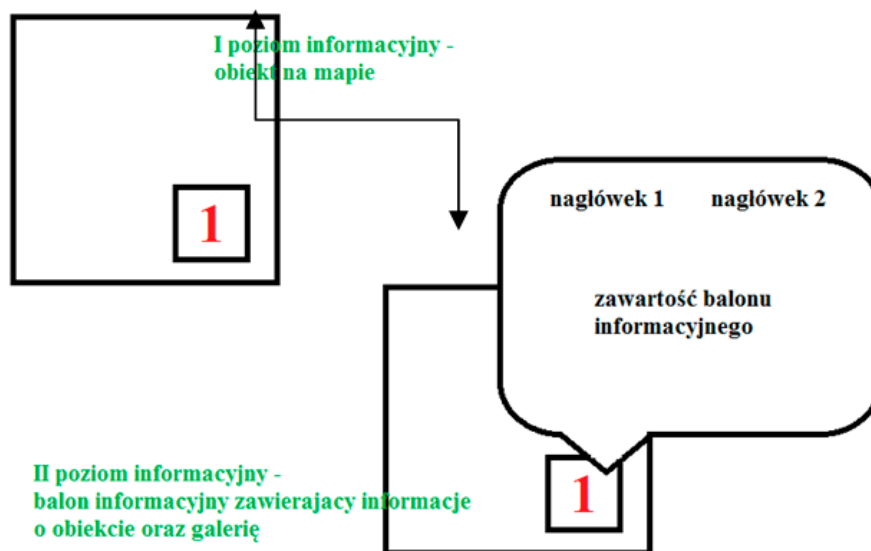 I poziom informacyjny -
obiekt na mapie
1
nagłówek 1 nagłówek 2
zawartość balonu
informacyjnego
II poziom informacyjny -
balon informacyjny zawierajacy informacje
o obiekcie oraz galerię
1